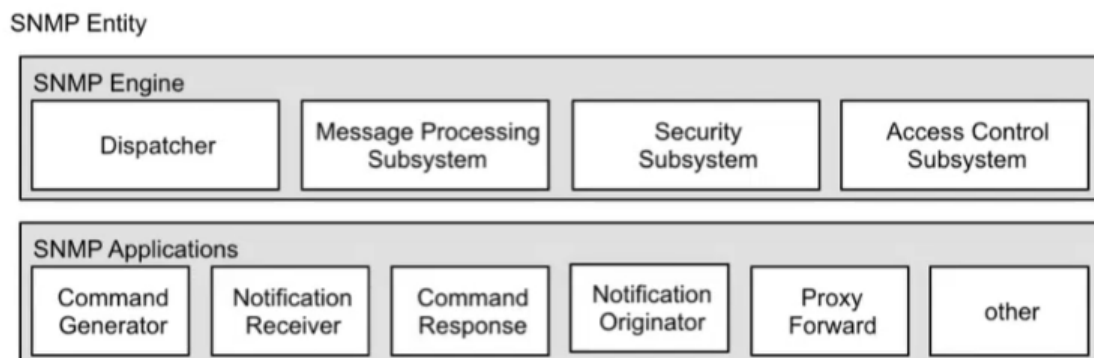 SNMP Entity
SNMP Engine
Dispatcher
Message Processing
Subsystem
Security
Subsystem
Access Control
Subsystem
SNMP Applications
Command
Generator
Notification
Receiver
Command
Response
Notification
Originator
Proxy
Forward
other